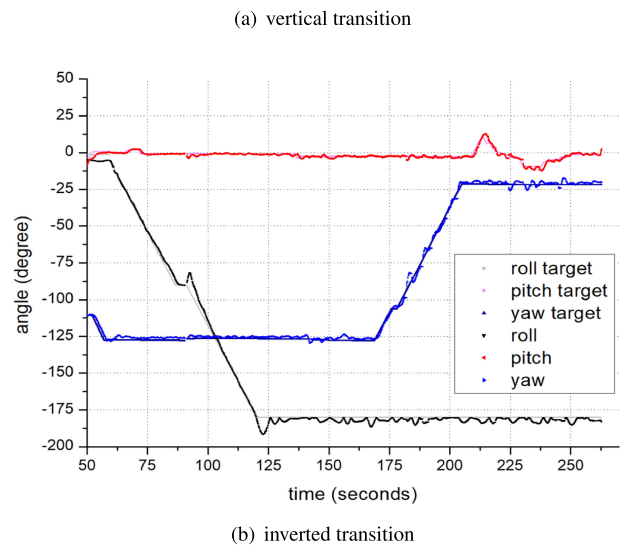 (a) vertical transition
50
25
0
-25
-50
-75
-100
-125
-150
-175
-200
angle (degree)
roll target
pitch target
yaw target
roll
pitch
yaw
50 75 100 125 150 175 200 225 250
time (seconds)
(b) inverted transition